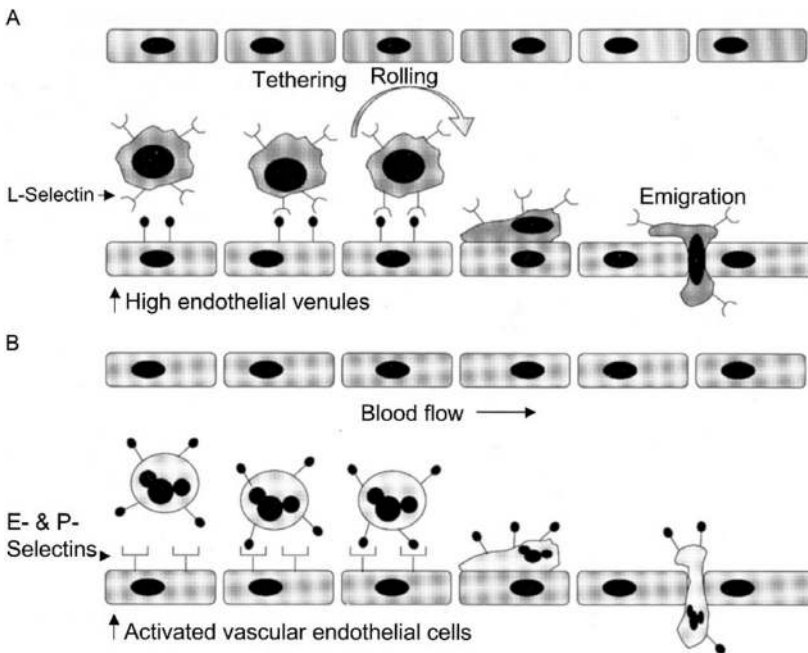 A
Tethering Rolling
L-Selectin
Emigration
High endothelial venules
B
Blood flow
E- & P-
Selectins
Activated vascular endothelial cells